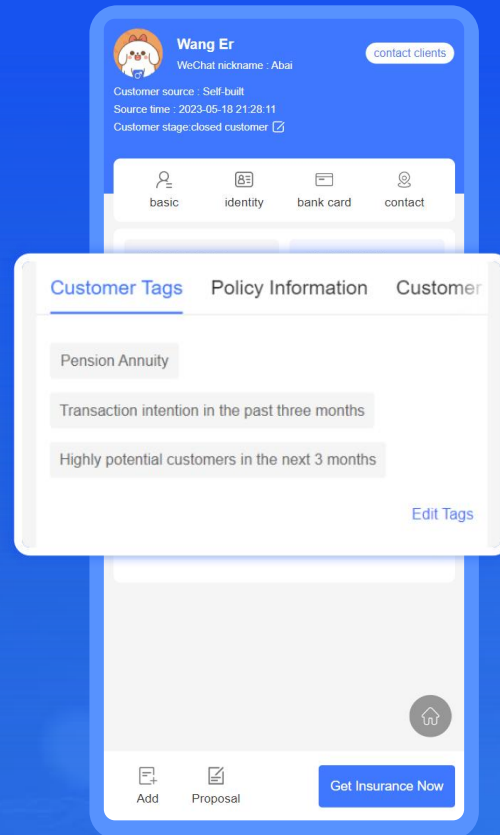 Wang Er
WeChat nickname : Abai
contact clients
Customer source : Self-built
Source time : 2023-05-18 21:28:11
Customer stage:closed customer
basic
identity
bank card
contact
Customer Tags
Policy Information
Customer
Pension Annuity
Transaction intention in the past three months
Highly potential customers in the next 3 months
Edit Tags
Add
Proposal
Get Insurance Now